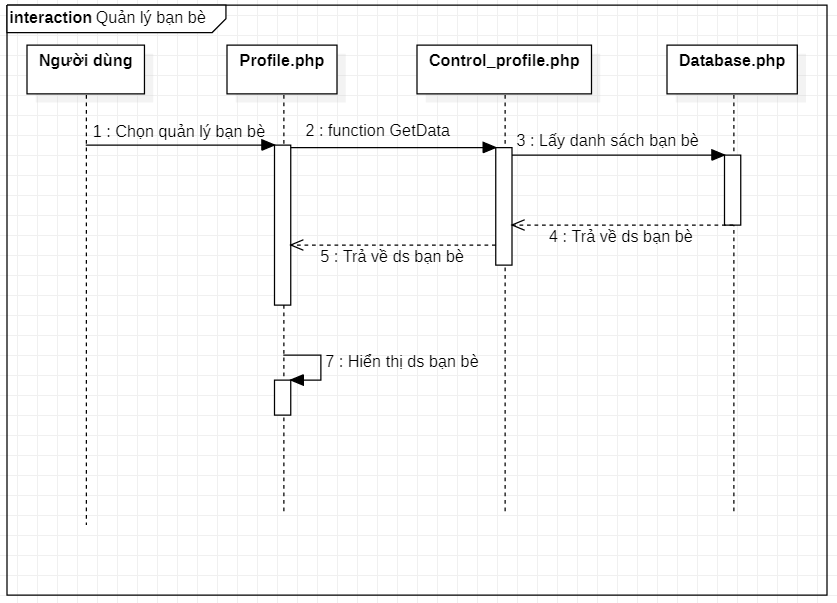 interaction Quản lý bạn bè
Người dùng
Profile.php
Control_profile.php
Database.php
1 : Chọn quản lý bạn bè
2 : function GetData
3 : Lấy danh sách bạn bè
4 : Trả về ds bạn bè
5 : Trả về ds bạn bè
7 : Hiển thị ds bạn bè